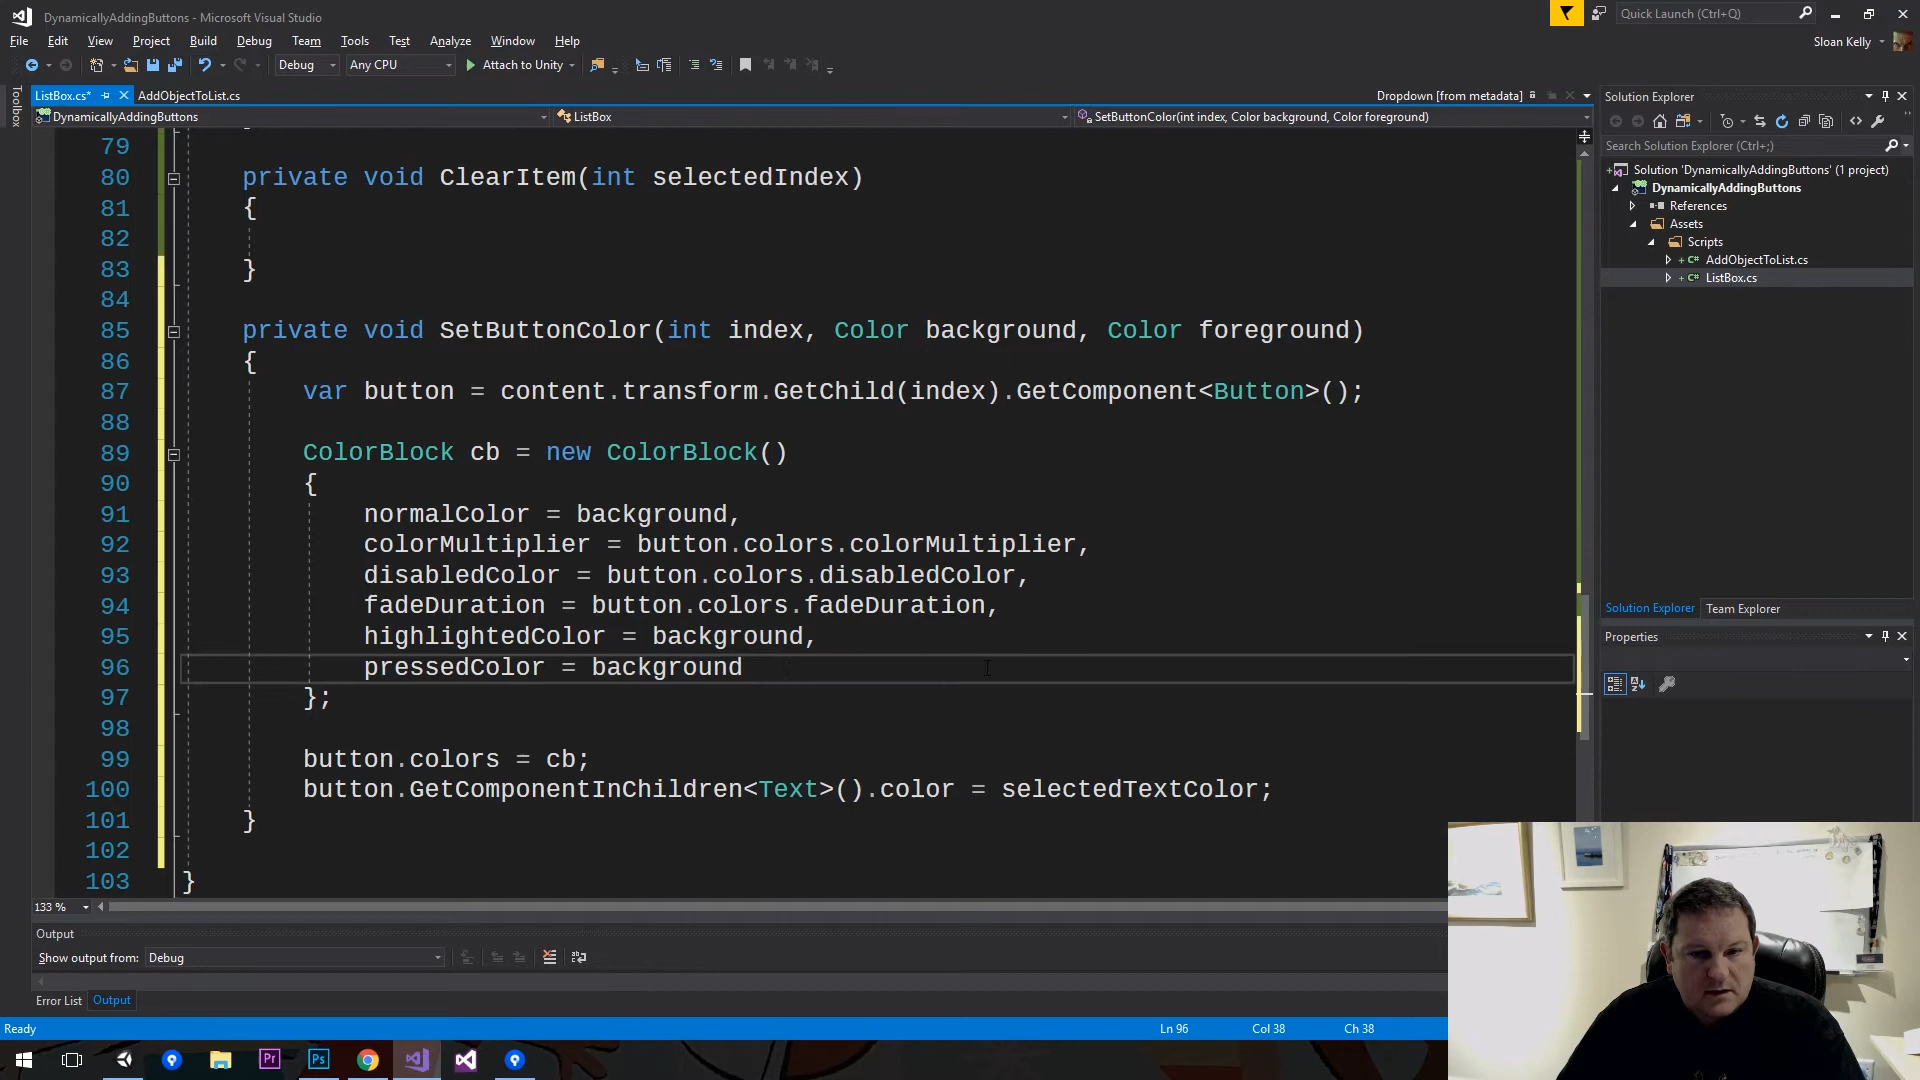 DynamicallyAddingButtons - Microsoft Visual Studio
Quick Launch (Ctrl+Q)
File Edit View Project Build Debug Team Tools Test Analyze Window Help
Sloan Kelly
Debug Any CPU Attach to Unity
Toolbox
ListBox.cs* AddObjectToList.cs Dropdown [from metadata]
DynamicallyAddingButtons ListBox SetButtonColor(int index, Color background, Color foreground)
79
80 private void ClearItem(int selectedIndex)
81 {
82
83 }
84
85 private void SetButtonColor(int index, Color background, Color foreground)
86 {
87 var button = content.transform.GetChild(index).GetComponent<Button>();
88
89 ColorBlock cb = new ColorBlock()
90 {
91 normalColor = background,
92 colorMultiplier = button.colors.colorMultiplier,
93 disabledColor = button.colors.disabledColor,
94 fadeDuration = button.colors.fadeDuration,
95 highlightedColor = background,
96 pressedColor = background
97 };
98
99 button.colors = cb;
100 button.GetComponentInChildren<Text>().color = selectedTextColor;
101 }
102
103 }
133 %
Output
Show output from: Debug
Error List Output
Ready Ln 96 Col 38 Ch 38
Solution Explorer
Search Solution Explorer (Ctrl+;)
Solution 'DynamicallyAddingButtons' (1 project)
DynamicallyAddingButtons
References
Assets
Scripts
C# AddObjectToList.cs
C# ListBox.cs
Solution Explorer Team Explorer
Properties
Pr Ps